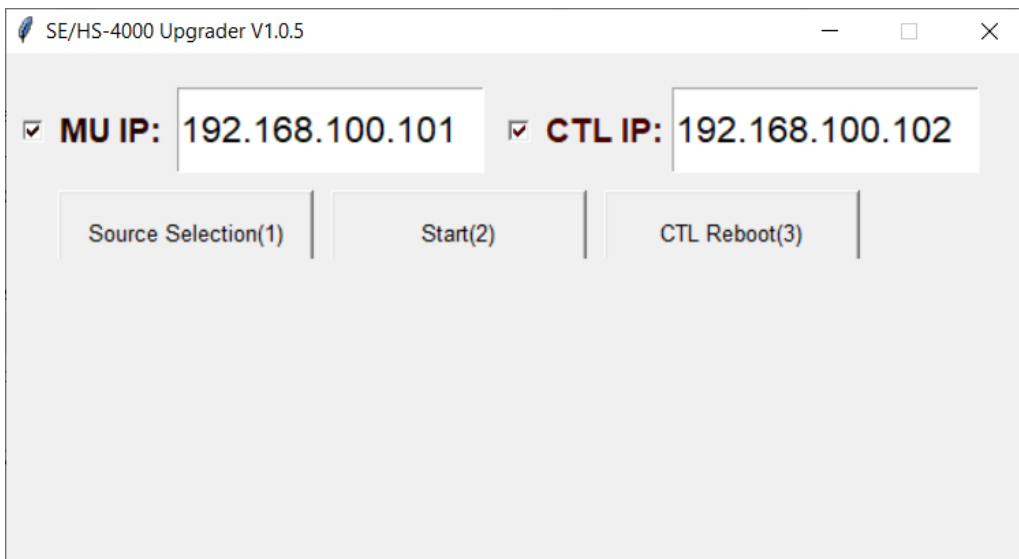 SE/HS-4000 Upgrader V1.0.5
MU IP: 192.168.100.101 CTL IP: 192.168.100.102
Source Selection(1) Start(2) CTL Reboot(3)